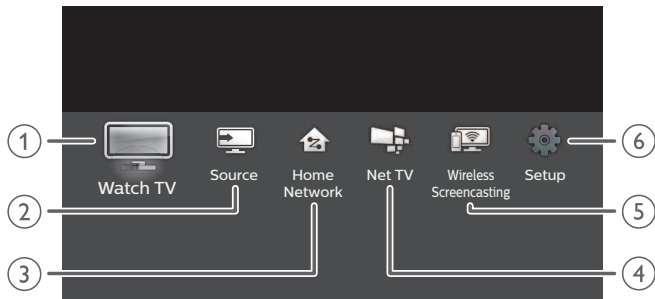 1
6
Watch TV
Source
Home
Network
Net TV
Wireless
Screencasting
Setup
2
5
3
4